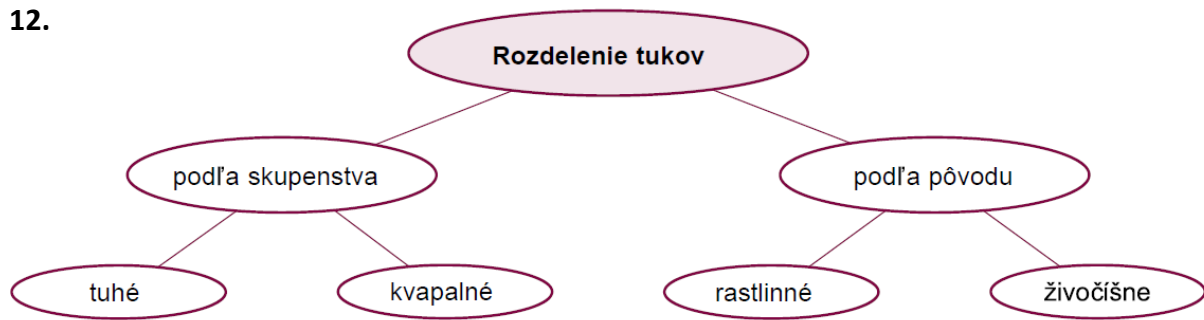 12.
Rozdelenie tukov
podľa skupenstva
podľa pôvodu
tuhé
kvapalné
rastlinné
živočíšne